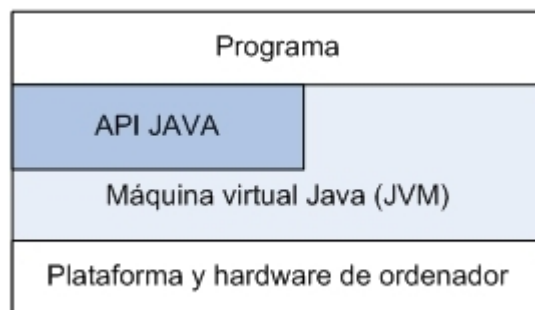 Programa
API JAVA
Máquina virtual Java (JVM)
Plataforma y hardware de ordenador